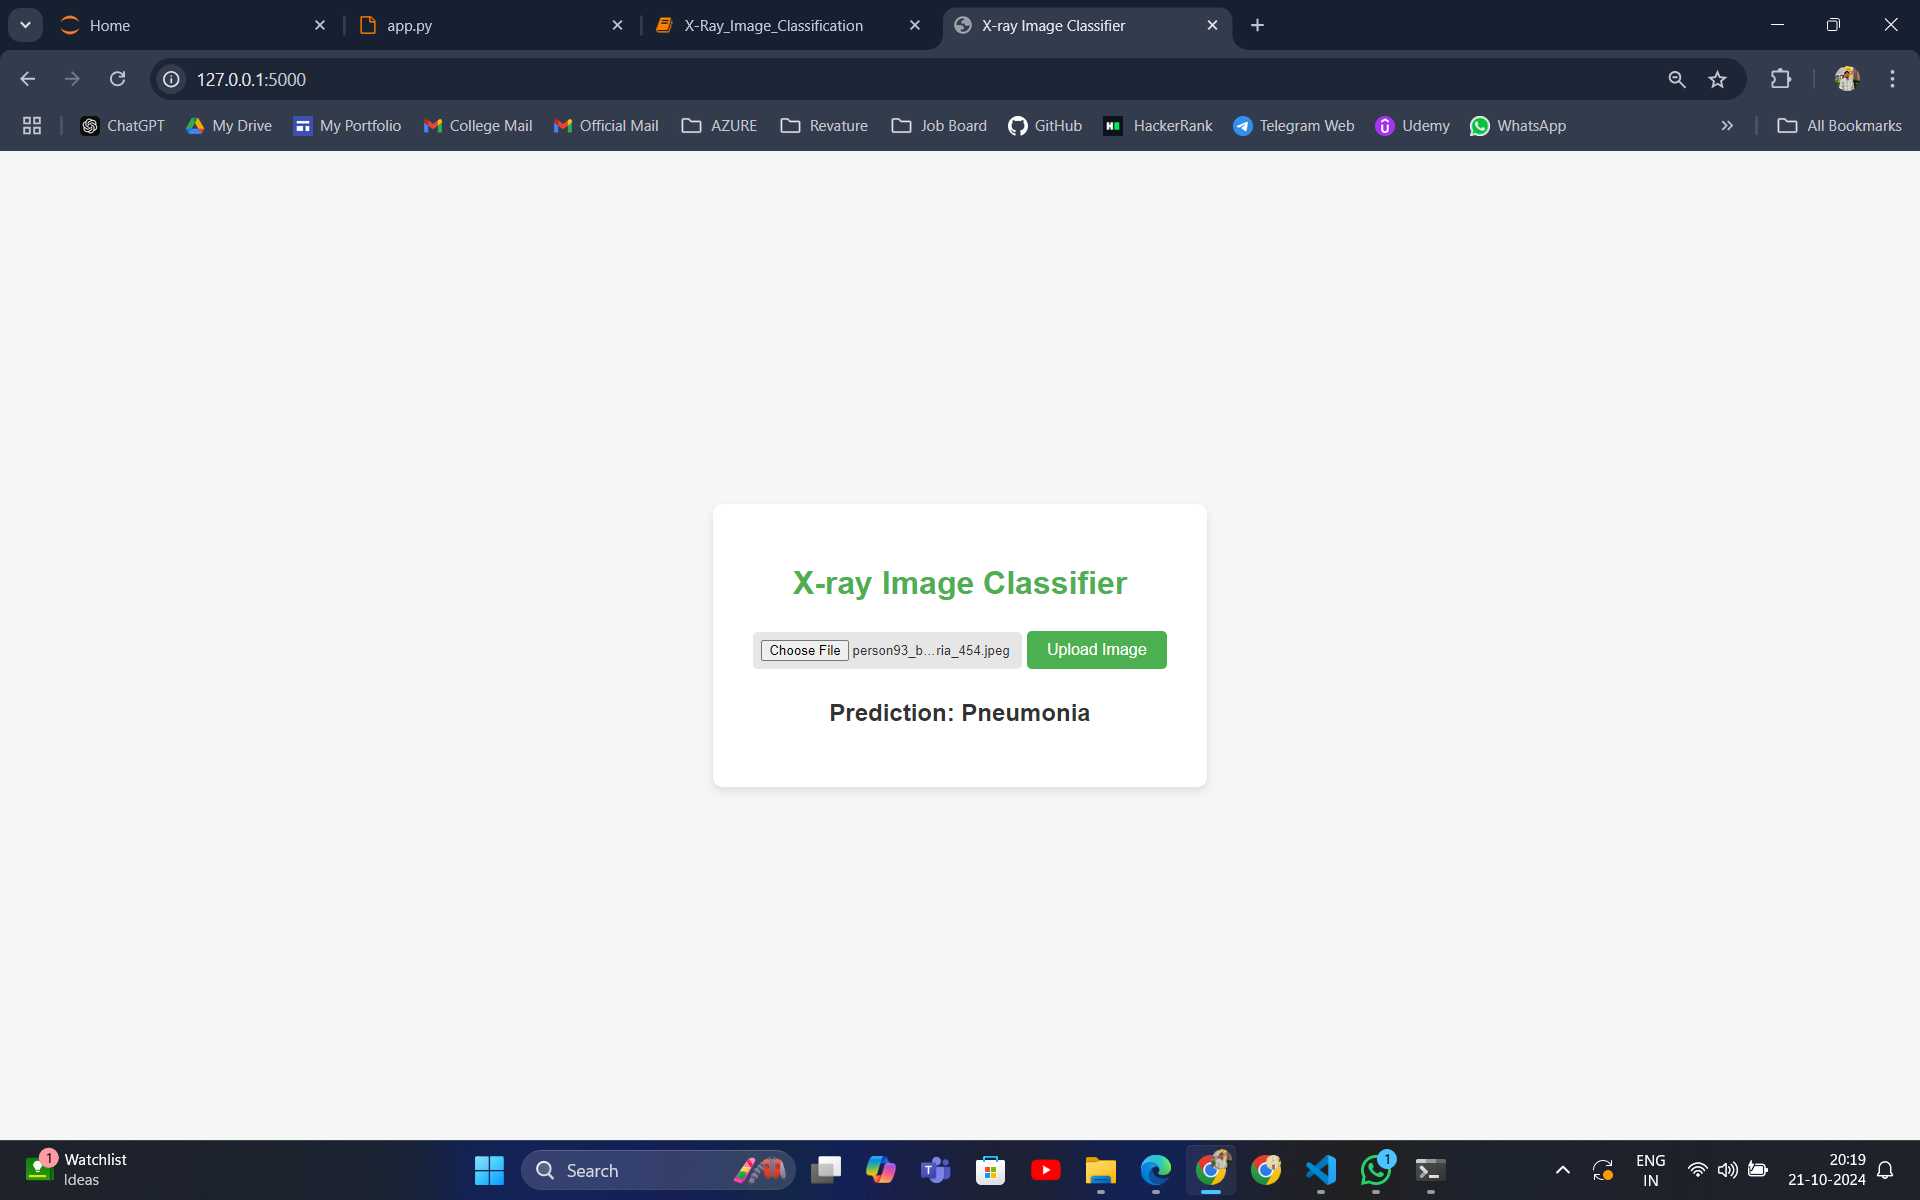 Home
app.py
X-Ray_Image_Classification
X-ray Image Classifier
127.0.0.1:5000
ChatGPT
My Drive
My Portfolio
College Mail
Official Mail
AZURE
Revature
Job Board
GitHub
HackerRank
Telegram Web
Udemy
WhatsApp
All Bookmarks
X-ray Image Classifier
Choose File person93_b...ria_454.jpeg Upload Image
Prediction: Pneumonia
1
Watchlist
Ideas
Search
1
ENG
IN
20:19
21-10-2024